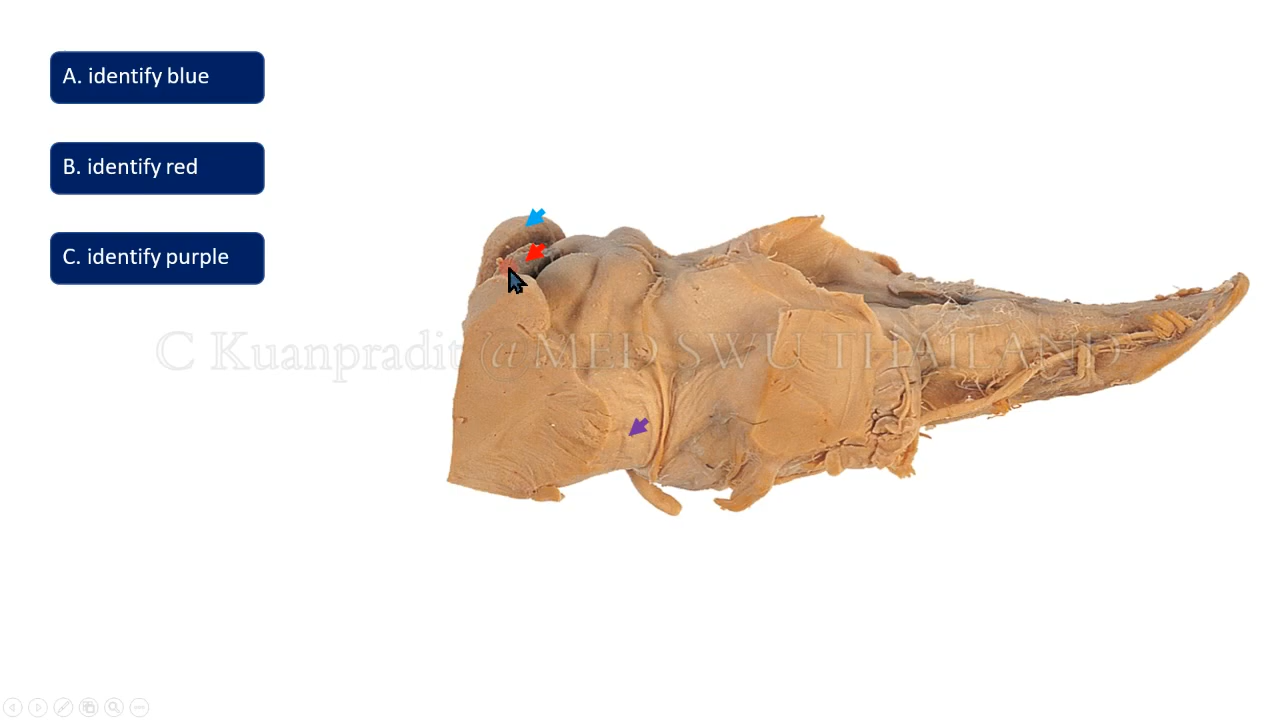 A. identify blue
B. identify red
C. identify purple
C Kuanpradit @ MED SWU THAILAND